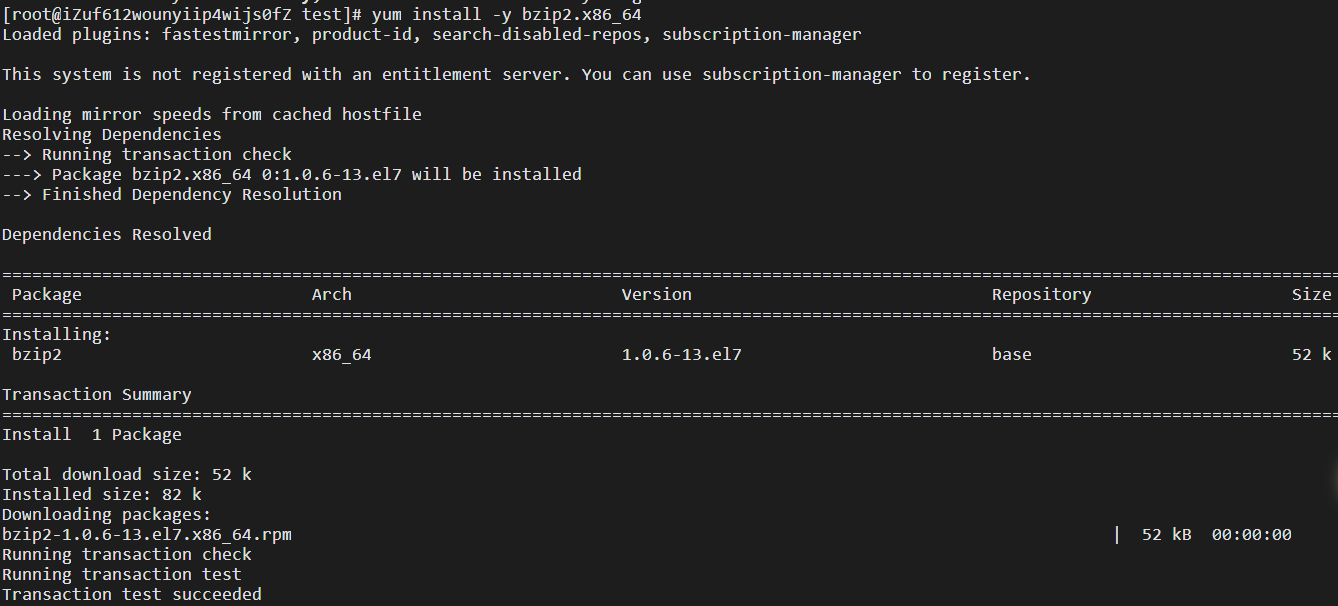 [root@iZuf612wounyiip4wijs0fZ test]# yum install -y bzip2.x86_64
Loaded plugins: fastestmirror, product-id, search-disabled-repos, subscription-manager
This system is not registered with an entitlement server. You can use subscription-manager to register.
Loading mirror speeds from cached hostfile
Resolving Dependencies
--> Running transaction check
---> Package bzip2.x86_64 0:1.0.6-13.el7 will be installed
--> Finished Dependency Resolution
Dependencies Resolved
================================================================================
Package Arch Version Repository Size
================================================================================
Installing:
bzip2 x86_64 1.0.6-13.el7 base 52 k
Transaction Summary
================================================================================
Install  1 Package
Total download size: 52 k
Installed size: 82 k
Downloading packages:
bzip2-1.0.6-13.el7.x86_64.rpm | 52 kB 00:00:00
Running transaction check
Running transaction test
Transaction test succeeded